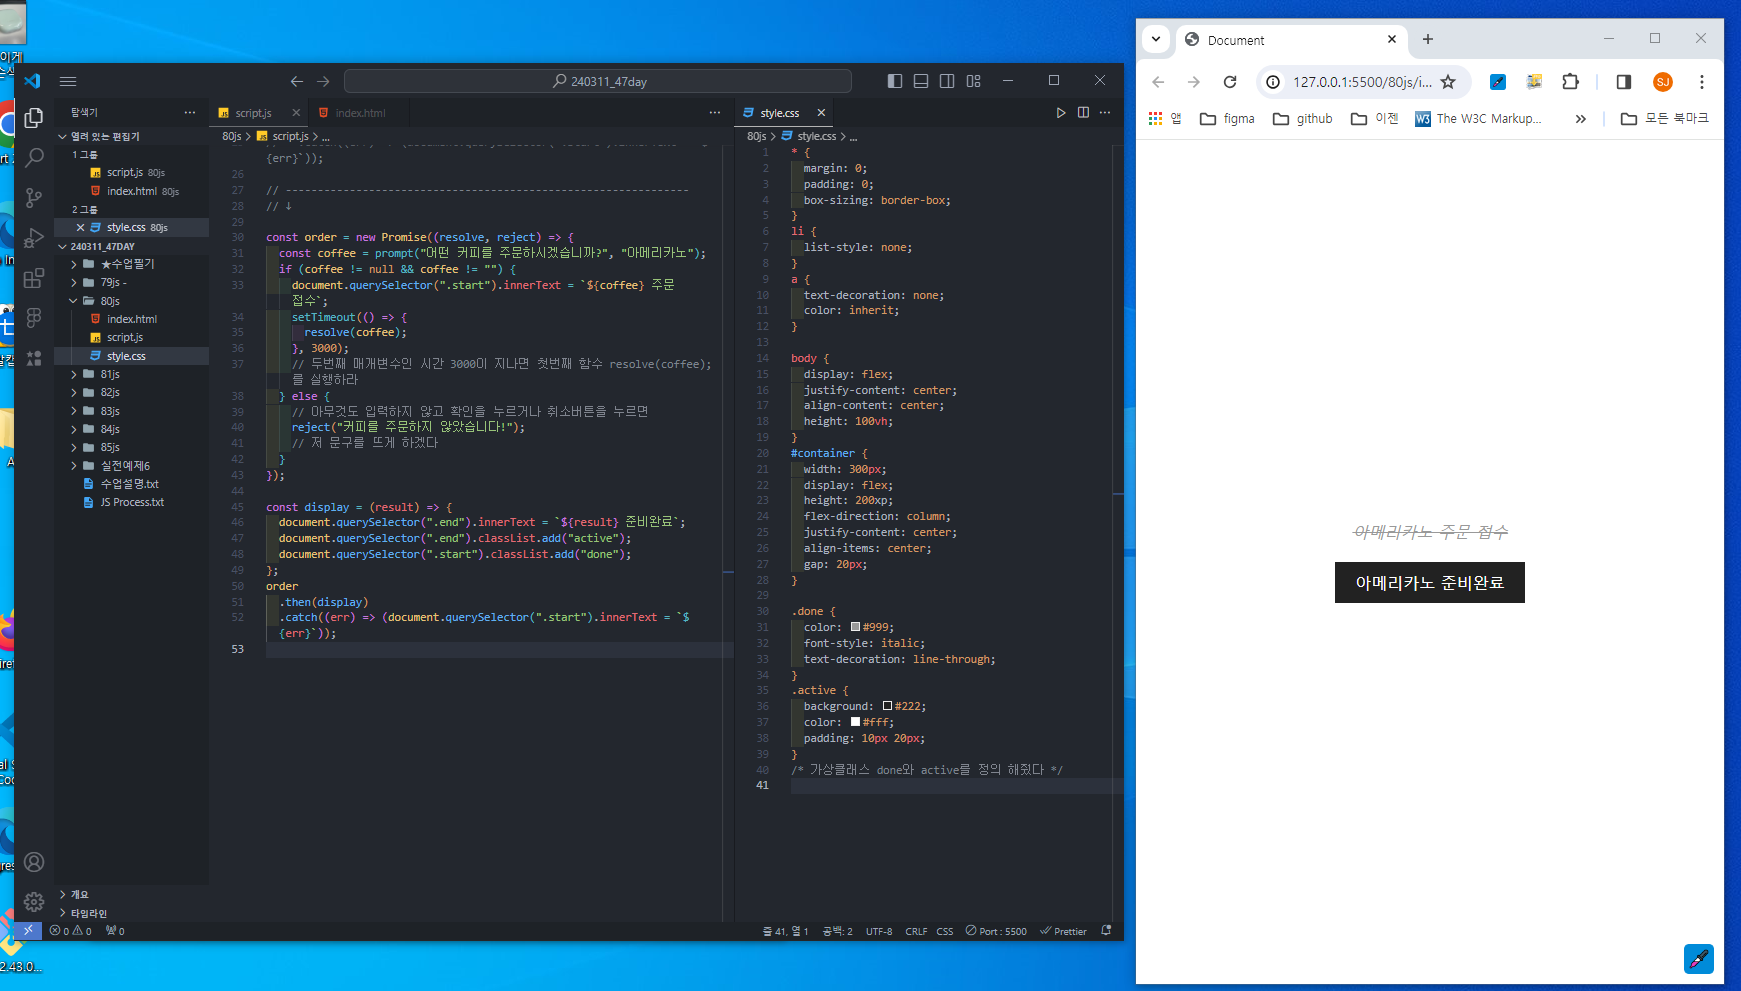 240311_47day
탐색기
열려 있는 편집기
1 그룹
script.js 80js
index.html 80js
2 그룹
style.css 80js
240311_47DAY
★수업필기
79js -
80js
index.html
script.js
style.css
81js
82js
83js
84js
85js
실전예제6
수업설명.txt
JS Process.txt
개요
타임라인
script.js
index.html
80js > script.js > ...
{err}`));
26
27 // ---------------------------------------------------------------
28 // ↓
29
30 const order = new Promise((resolve, reject) => {
31 const coffee = prompt("어떤 커피를 주문하시겠습니까?", "아메리카노");
32 if (coffee != null && coffee != "") {
33 document.querySelector(".start").innerText = `${coffee} 주문
접수`;
34 setTimeout(() => {
35 resolve(coffee);
36 }, 3000);
37 // 두번째 매개변수인 시간 3000이 지나면 첫번째 함수 resolve(coffee);
를 실행하라
38 } else {
39 // 아무것도 입력하지 않고 확인을 누르거나 취소버튼을 누르면
40 reject("커피를 주문하지 않았습니다!");
41 // 저 문구를 뜨게 하겠다
42 }
43 });
44
45 const display = (result) => {
46 document.querySelector(".end").innerText = `${result} 준비완료`;
47 document.querySelector(".end").classList.add("active");
48 document.querySelector(".start").classList.add("done");
49 };
50 order
51 .then(display)
52 .catch((err) => (document.querySelector(".start").innerText = `$
{err}`));
53
style.css
80js > style.css > ...
1 * {
2 margin: 0;
3 padding: 0;
4 box-sizing: border-box;
5 }
6 li {
7 list-style: none;
8 }
9 a {
10 text-decoration: none;
11 color: inherit;
12 }
13
14 body {
15 display: flex;
16 justify-content: center;
17 align-content: center;
18 height: 100vh;
19 }
20 #container {
21 width: 300px;
22 display: flex;
23 height: 200xp;
24 flex-direction: column;
25 justify-content: center;
26 align-items: center;
27 gap: 20px;
28 }
29
30 .done {
31 color: #999;
32 font-style: italic;
33 text-decoration: line-through;
34 }
35 .active {
36 background: #222;
37 color: #fff;
38 padding: 10px 20px;
39 }
40 /* 가상클래스 done와 active를 정의 해줬다 */
41
0 0 0
줄 41, 열 1 공백: 2 UTF-8 CRLF CSS Port : 5500 Prettier
Document
127.0.0.1:5500/80js/i...
SJ
앱 figma github 이젠 W3 The W3C Markup... 모든 북마크
아메리카노 주문 접수
아메리카노 준비완료
2.43.0...